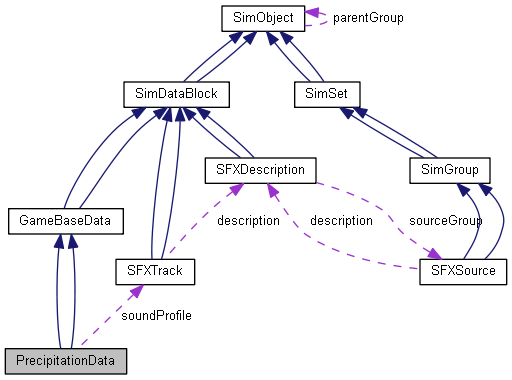 SimObject
parentGroup
SimDataBlock
SimSet
SFXDescription
SimGroup
GameBaseData
description
description
sourceGroup
SFXTrack
SFXSource
soundProfile
PrecipitationData